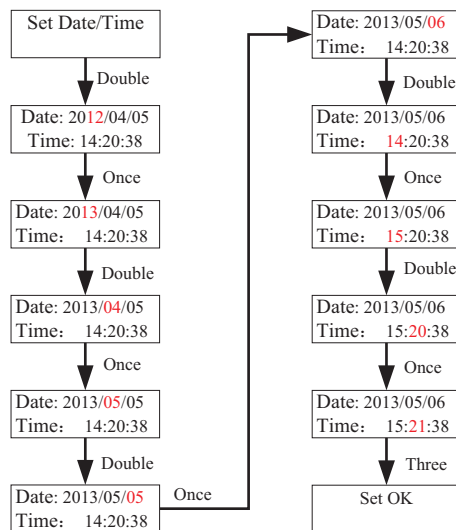 Set Date/Time
Double
Date: 2012/04/05
Time: 14:20:38
Once
Date: 2013/04/05
Time： 14:20:38
Double
Date: 2013/04/05
Time： 14:20:38
Once
Date: 2013/05/05
Time： 14:20:38
Double
Date: 2013/05/05
Time： 14:20:38
Once
Date: 2013/05/06
Time： 14:20:38
Double
Date: 2013/05/06
Time： 14:20:38
Once
Date: 2013/05/06
Time： 15:20:38
Double
Date: 2013/05/06
Time： 15:20:38
Once
Date: 2013/05/06
Time： 15:21:38
Three
Set OK